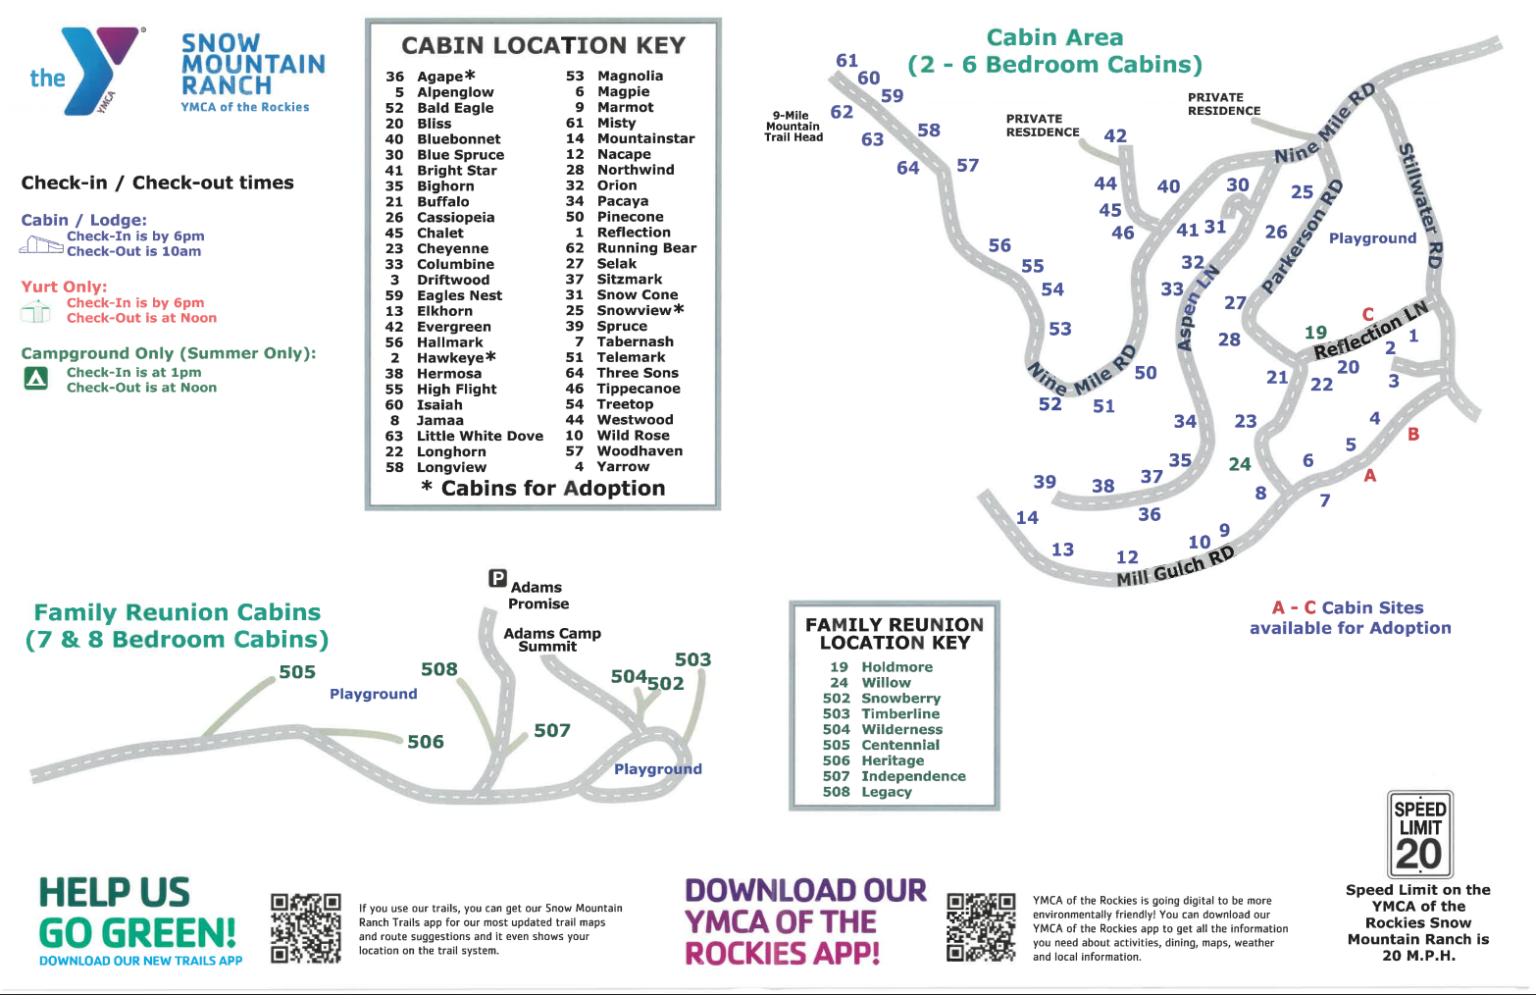 the
YMCA
®
SNOW
MOUNTAIN
RANCH
YMCA of the Rockies
Check-in / Check-out times
Cabin / Lodge:
Check-In is by 6pm
Check-Out is 10am
Yurt Only:
Check-In is by 6pm
Check-Out is at Noon
Campground Only (Summer Only):
Check-In is at 1pm
Check-Out is at Noon
CABIN LOCATION KEY
36 Agape*
5 Alpenglow
52 Bald Eagle
20 Bliss
40 Bluebonnet
30 Blue Spruce
41 Bright Star
35 Bighorn
21 Buffalo
26 Cassiopeia
45 Chalet
23 Cheyenne
33 Columbine
3 Driftwood
59 Eagles Nest
13 Elkhorn
42 Evergreen
56 Hallmark
2 Hawkeye*
38 Hermosa
55 High Flight
60 Isaiah
8 Jamaa
63 Little White Dove
22 Longhorn
58 Longview
53 Magnolia
6 Magpie
9 Marmot
61 Misty
14 Mountainstar
12 Nacape
28 Northwind
32 Orion
34 Pacaya
50 Pinecone
1 Reflection
62 Running Bear
27 Selak
37 Sitzmark
31 Snow Cone
25 Snowview*
39 Spruce
7 Tabernash
51 Telemark
64 Three Sons
46 Tippecanoe
54 Treetop
44 Westwood
10 Wild Rose
57 Woodhaven
4 Yarrow
* Cabins for Adoption
Cabin Area
(2 - 6 Bedroom Cabins)
61
60
59
62
63
58
64
57
9-Mile
Mountain
Trail Head
PRIVATE
RESIDENCE
PRIVATE
RESIDENCE
42
44
45
46
40
41
31
30
Nine Mile RD
25
26
Parkerson RD
Playground
Stillwater RD
56
55
54
53
32
33
Aspen LN
27
28
C
19
Reflection LN
1
2
3
20
21
22
Nine Mile RD
50
52
51
34
23
4
B
5
35
24
6
A
39
38
37
36
8
7
14
13
12
10
9
Mill Gulch RD
A - C Cabin Sites
available for Adoption
Family Reunion Cabins
(7 & 8 Bedroom Cabins)
P
Adams
Promise
Adams Camp
Summit
505
Playground
508
506
507
504
502
503
Playground
FAMILY REUNION
LOCATION KEY
19 Holdmore
24 Willow
502 Snowberry
503 Timberline
504 Wilderness
505 Centennial
506 Heritage
507 Independence
508 Legacy
SPEED
LIMIT
20
Speed Limit on the
YMCA of the
Rockies Snow
Mountain Ranch is
20 M.P.H.
HELP US
GO GREEN!
DOWNLOAD OUR NEW TRAILS APP
If you use our trails, you can get our Snow Mountain
Ranch Trails app for our most updated trail maps
and route suggestions and it even shows your
location on the trail system.
DOWNLOAD OUR
YMCA OF THE
ROCKIES APP!
YMCA of the Rockies is going digital to be more
environmentally friendly! You can download our
YMCA of the Rockies app to get all the information
you need about activities, dining, maps, weather
and local information.